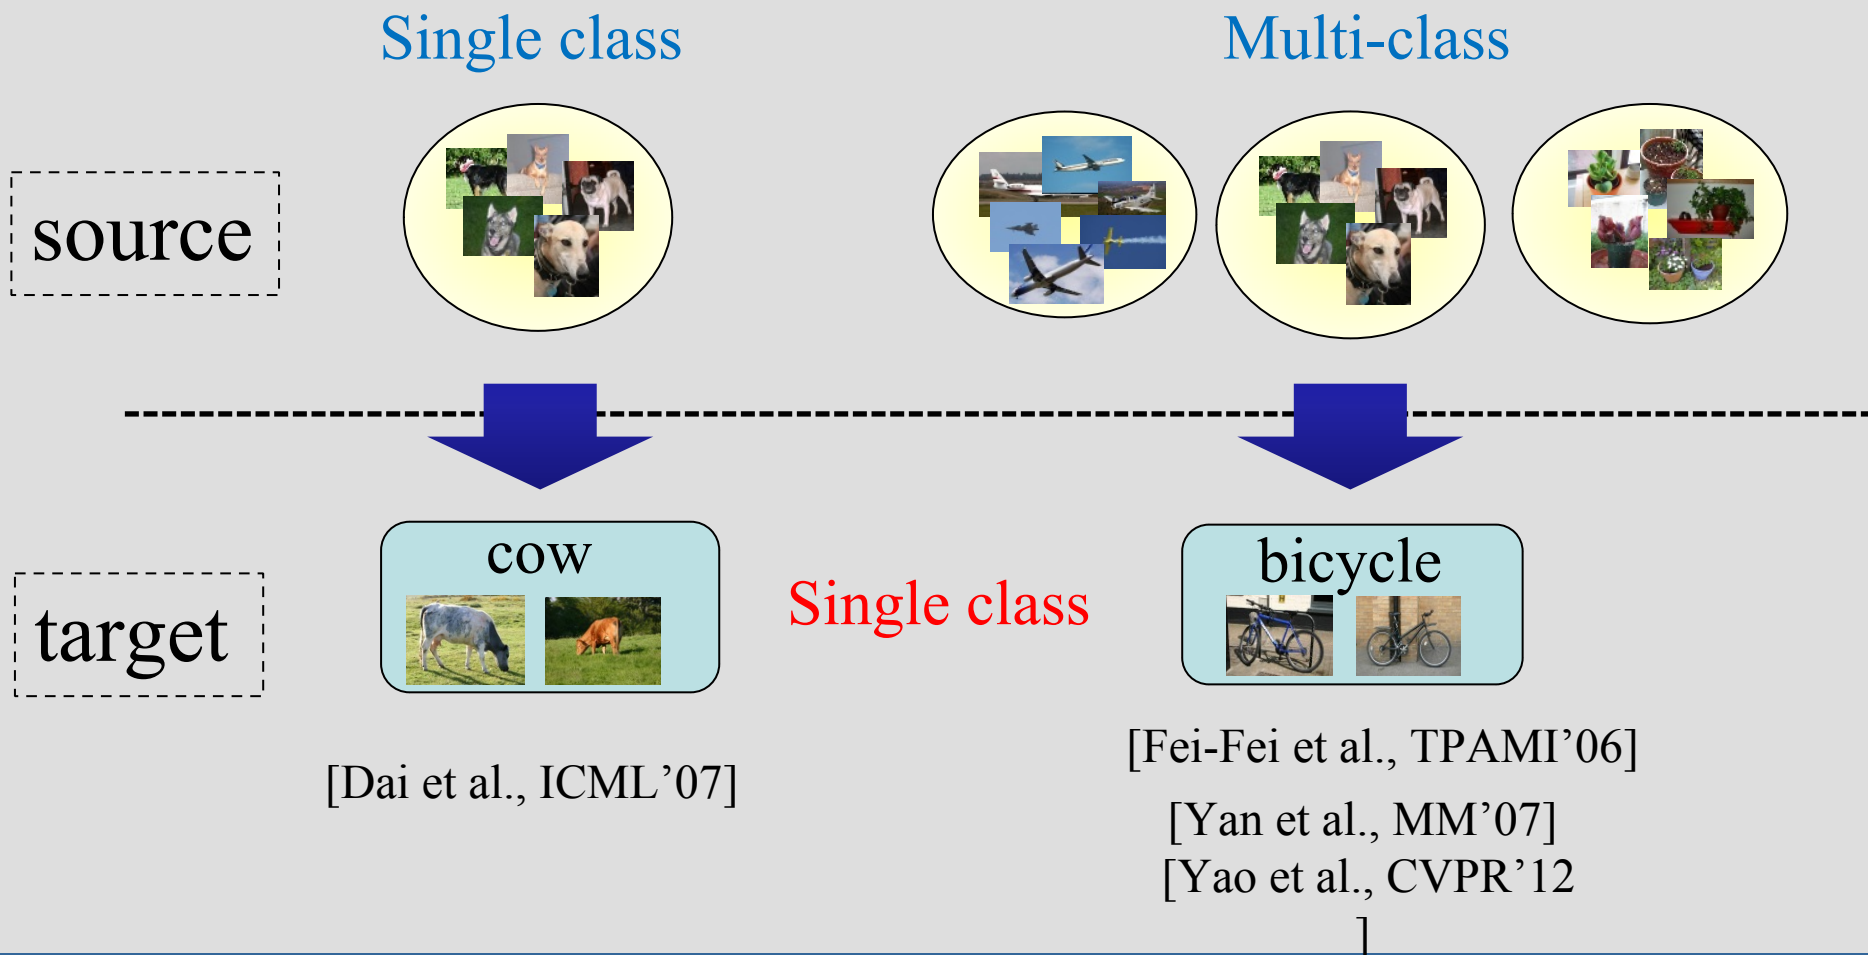 Single class
Multi-class
source
target
cow
Single class
bicycle
[Dai et al., ICML’07]
[Fei-Fei et al., TPAMI’06]
[Yan et al., MM’07]
[Yao et al., CVPR’12
]